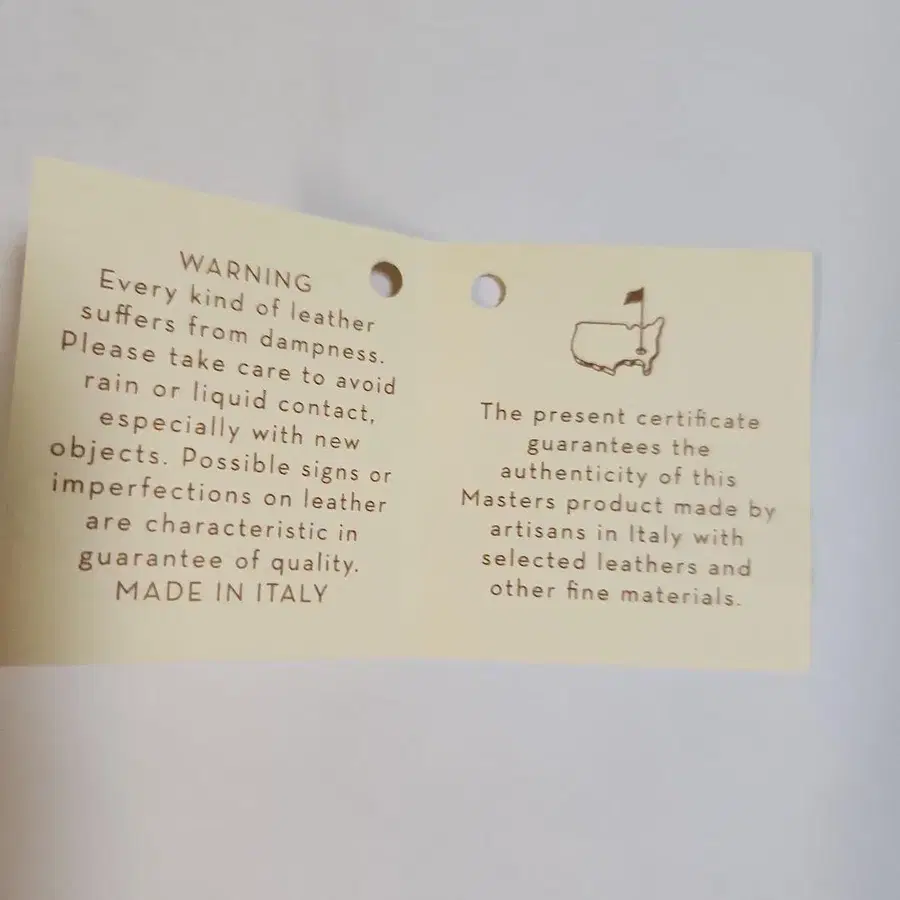 WARNING
Every kind of leather
suffers from dampness.
Please take care to avoid
rain or liquid contact,
especially with new
objects. Possible signs or
imperfections on leather
are characteristic in
guarantee of quality.
MADE IN ITALY
The present certificate
guarantees the
authenticity of this
Masters product made by
artisans in Italy with
selected leathers and
other fine materials.